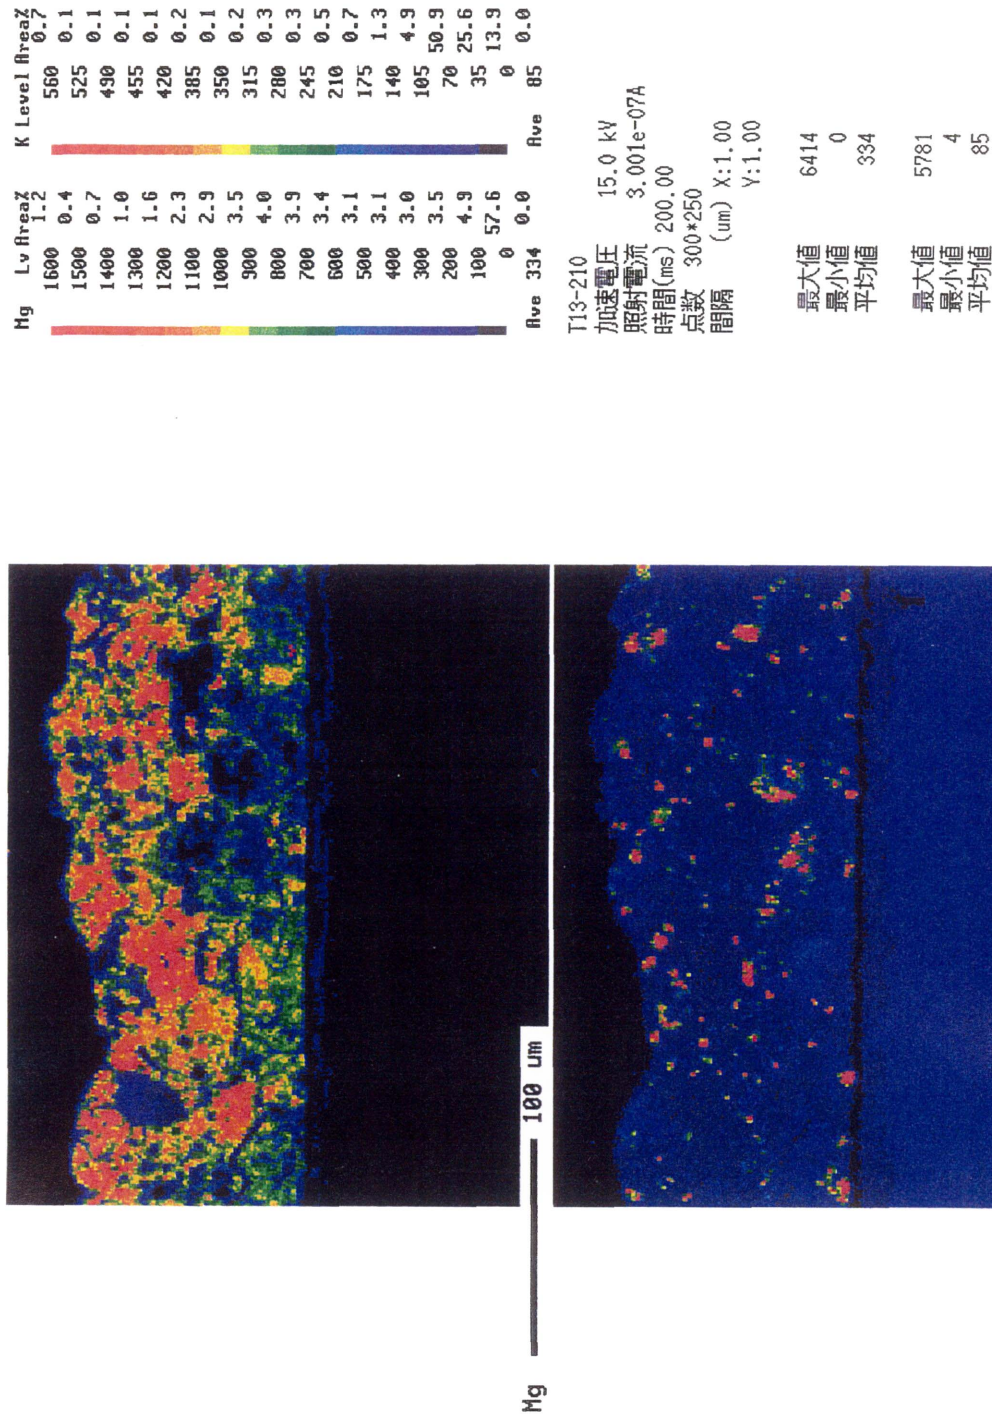 Mg Lv Area%
1600 1.2
1500 0.4
1400 0.7
1300 1.0
1200 1.6
1100 2.3
1000 2.9
900 3.5
800 4.0
700 3.9
600 3.4
500 3.1
400 3.1
300 3.0
200 3.5
100 4.9
0 57.6
Ave 334 0.0
K Level Area%
560 0.7
525 0.1
490 0.1
455 0.1
420 0.1
385 0.2
350 0.1
315 0.2
280 0.3
245 0.3
210 0.5
175 0.7
140 1.3
105 4.9
70 50.9
35 25.6
0 13.9
Ave 85 0.0
T13-210
加速電圧 15.0 kV
照射電流 3.001e-07A
時間(ms) 200.00
点数 300*250
間隔 (um) X:1.00
Y:1.00
最大値 6414
最小値 0
平均値 334
最大値 5781
最小値 4
平均値 85
Mg
100 um